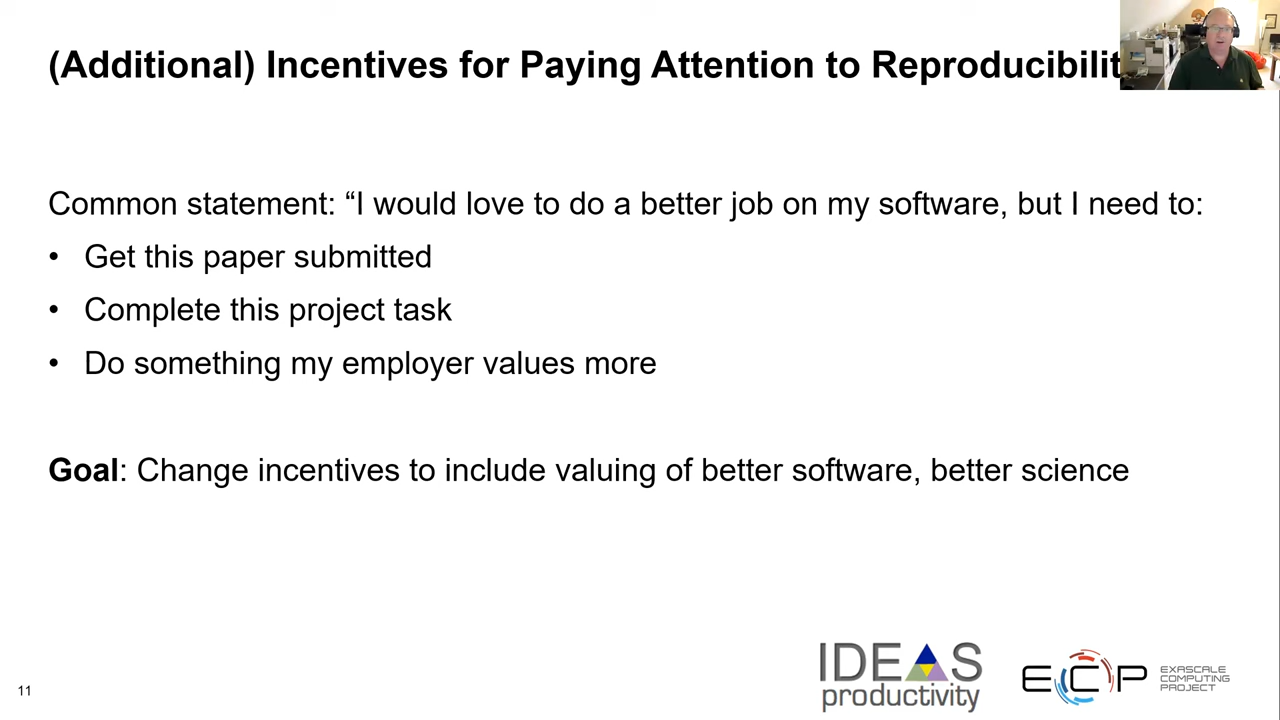 (Additional) Incentives for Paying Attention to Reproducibilit
Common statement: “I would love to do a better job on my software, but I need to:
• Get this paper submitted
• Complete this project task
• Do something my employer values more
Goal: Change incentives to include valuing of better software, better science
11
IDEAS
productivity
ECP
EXASCALE
COMPUTING
PROJECT